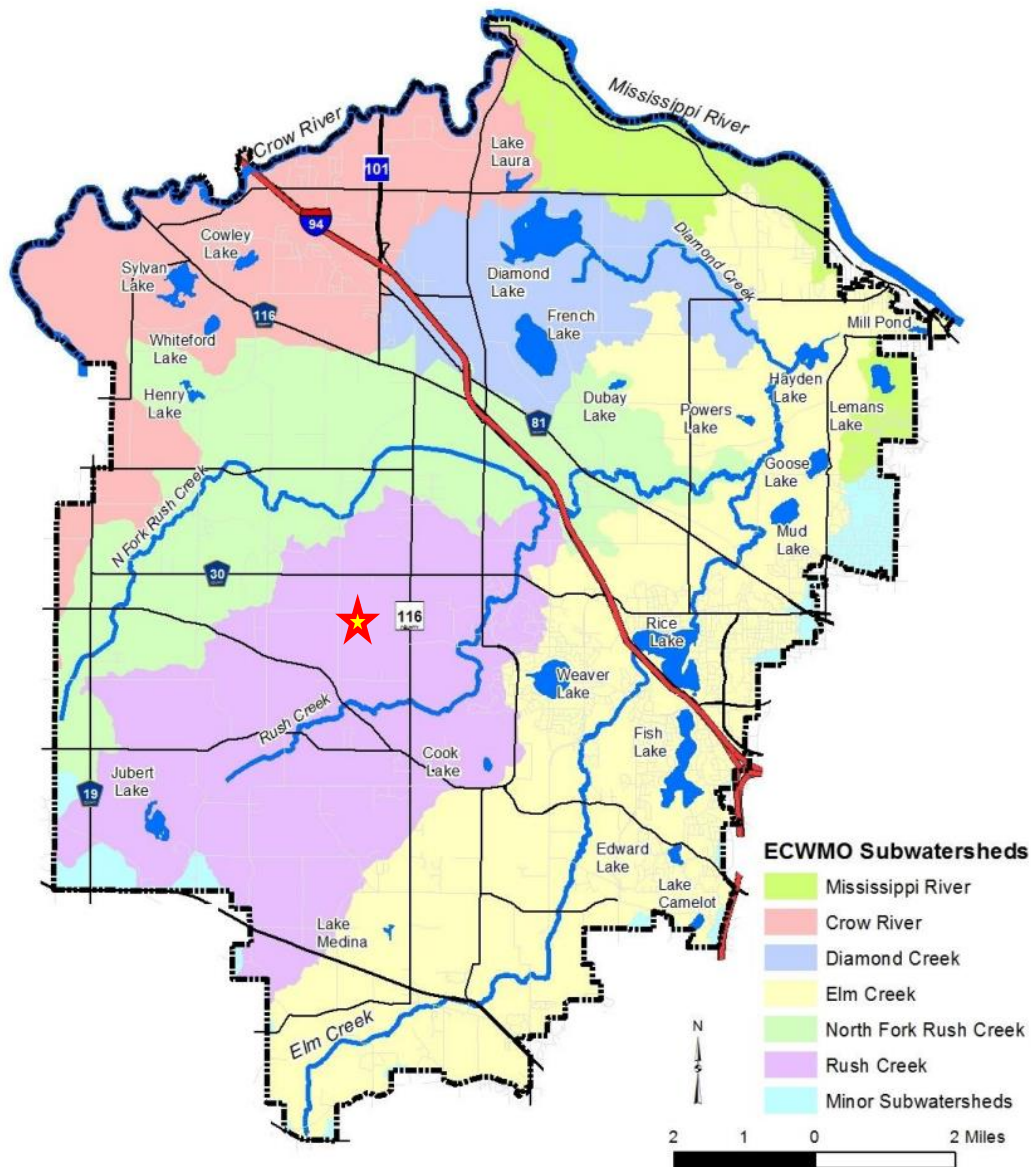 Mississippi River
Crow River
Lake
Laura
101
94
Cowley
Lake
Sylvan
Lake
Diamond
Lake
Diamond Creek
116
French
Lake
Whiteford
Lake
Mill Pond
Henry
Lake
Dubay
Lake
Powers
Lake
Hayden
Lake
Lemans
Lake
81
Goose
Lake
N Fork Rush Creek
Mud
Lake
30
116
Rice
Lake
Weaver
Lake
Rush Creek
Fish
Lake
Cook
Lake
Jubert
Lake
19
Edward
Lake
Lake
Camelot
Lake
Medina
Elm Creek
ECWMO Subwatersheds
Mississippi River
Crow River
Diamond Creek
Elm Creek
North Fork Rush Creek
Rush Creek
Minor Subwatersheds
N
S
2 1 0 2 Miles